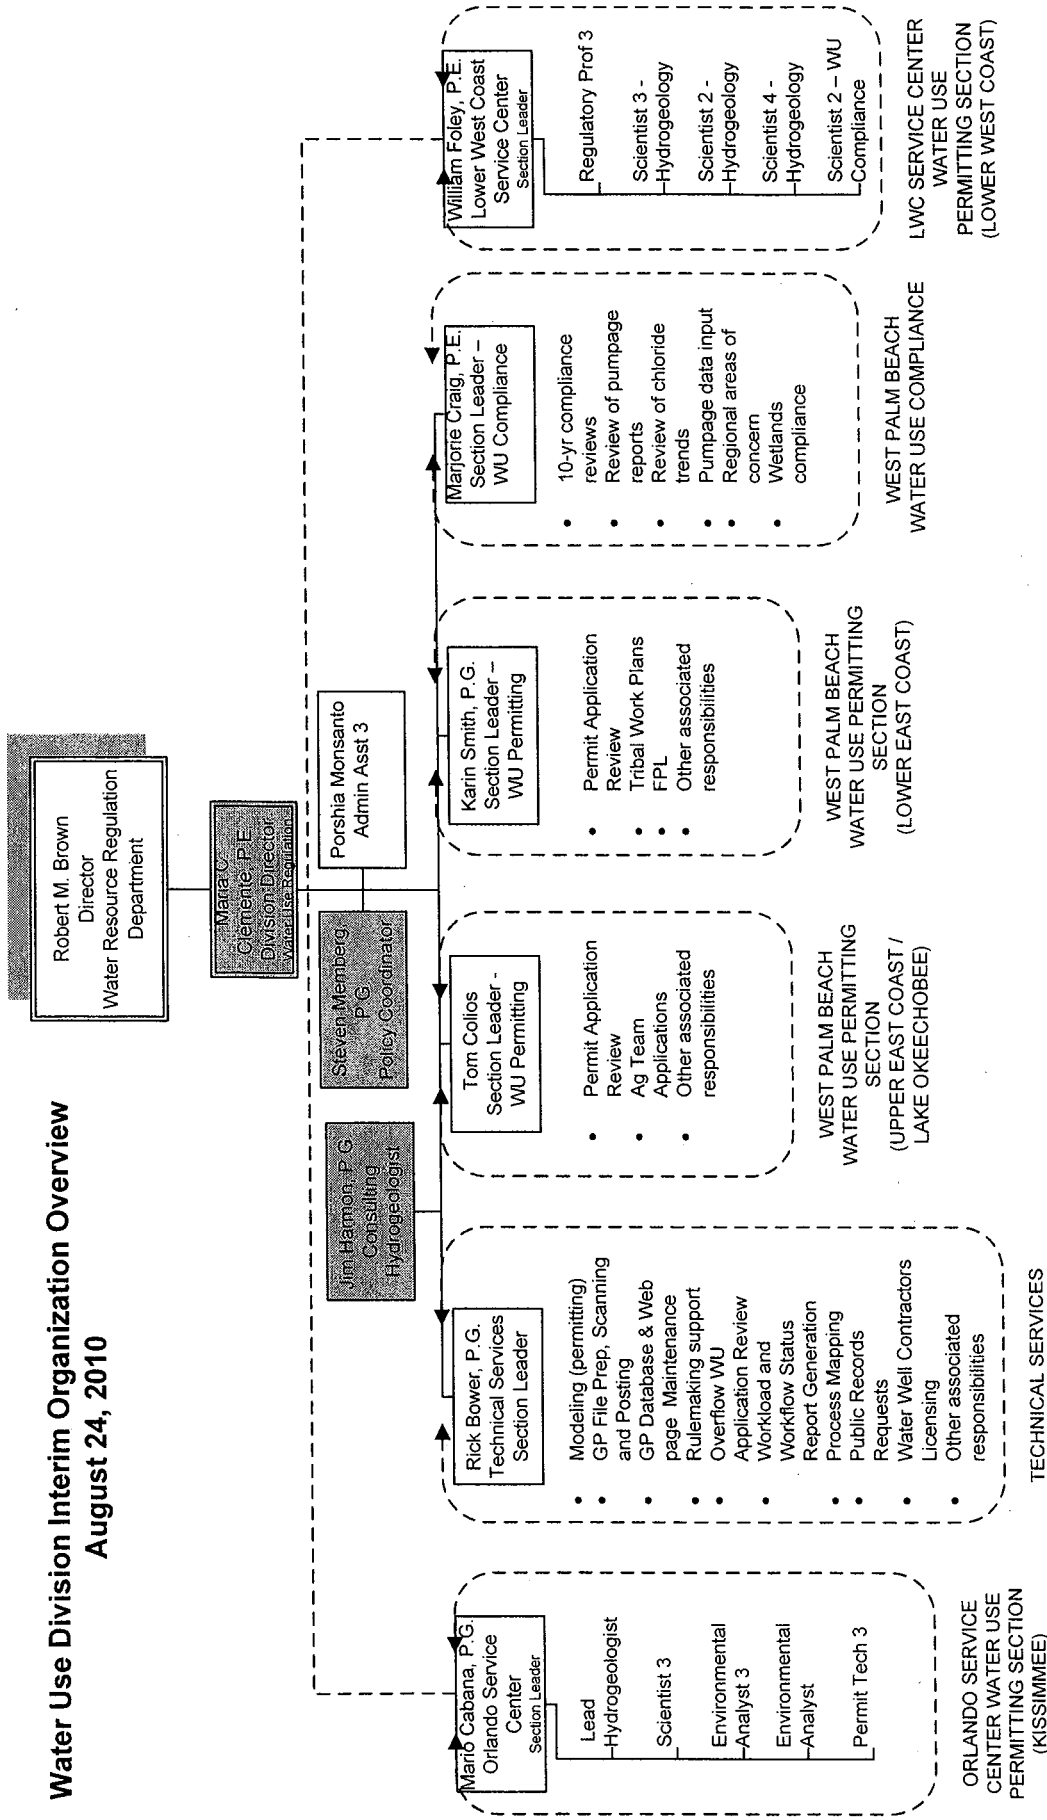 Water Use Division Interim Organization Overview
August 24, 2010
Robert M. Brown
Director
Water Resource Regulation
Department
Maria C
Clemente, P.E.
Division Director
Water Use Regulation
Steven Memberg
P G
Policy Coordinator
Porshia Monsanto
Admin Asst 3
Jim Harmon, P G
Consulting
Hydrogeologist
Mario Cabana, P.G.
Orlando Service
Center
Section Leader
Lead
Hydrogeologist
Scientist 3
Environmental
Analyst 3
Environmental
Analyst
Permit Tech 3
ORLANDO SERVICE
CENTER WATER USE
PERMITTING SECTION
(KISSIMMEE)
Rick Bower, P.G.
Technical Services
Section Leader
• Modeling (permitting)
• GP File Prep, Scanning
and Posting
• GP Database & Web
page Maintenance
• Rulemaking support
• Overflow WU
Application Review
• Workload and
Workflow Status
Report Generation
• Process Mapping
• Public Records
Requests
• Water Well Contractors
Licensing
• Other associated
responsibilities
TECHNICAL SERVICES
Tom Colios
Section Leader -
WU Permitting
• Permit Application
Review
• Ag Team
Applications
• Other associated
responsibilities
WEST PALM BEACH
WATER USE PERMITTING
SECTION
(UPPER EAST COAST /
LAKE OKEECHOBEE)
Karin Smith, P.G.
Section Leader –
WU Permitting
• Permit Application
Review
• Tribal Work Plans
• FPL
• Other associated
responsibilities
WEST PALM BEACH
WATER USE PERMITTING
SECTION
(LOWER EAST COAST)
Marjorie Craig, P.E.
Section Leader –
WU Compliance
• 10-yr compliance
reviews
• Review of pumpage
reports
• Review of chloride
trends
• Pumpage data input
• Regional areas of
concern
• Wetlands
compliance
WEST PALM BEACH
WATER USE COMPLIANCE
William Foley, P.E.
Lower West Coast
Service Center
Section Leader
Regulatory Prof 3
Scientist 3 -
Hydrogeology
Scientist 2 -
Hydrogeology
Scientist 4 -
Hydrogeology
Scientist 2 – WU
Compliance
LWC SERVICE CENTER
WATER USE
PERMITTING SECTION
(LOWER WEST COAST)